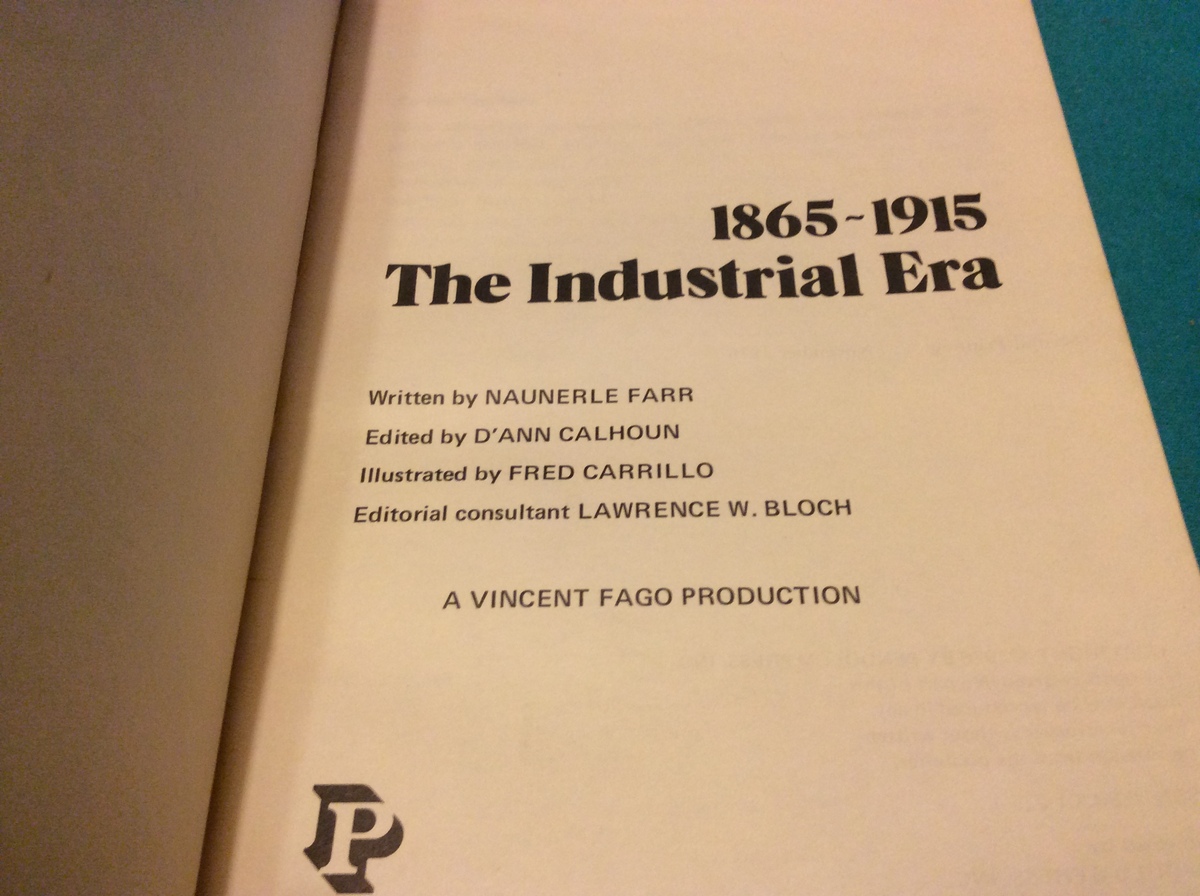 1865~1915
The Industrial Era
Written by NAUNERLE FARR
Edited by D'ANN CALHOUN
Illustrated by FRED CARRILLO
Editorial consultant LAWRENCE W. BLOCH
A VINCENT FAGO PRODUCTION
P